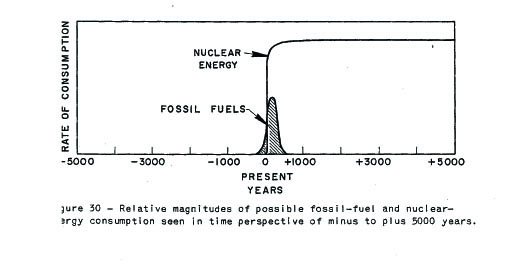 RATE OF CONSUMPTION
NUCLEAR
ENERGY
FOSSIL FUELS
-5000 -3000 -1000 0 +1000 +3000 +5000
PRESENT
YEARS
gure 30 - Relative magnitudes of possible fossil-fuel and nuclear-
ergy consumption seen in time perspective of minus to plus 5000 years.